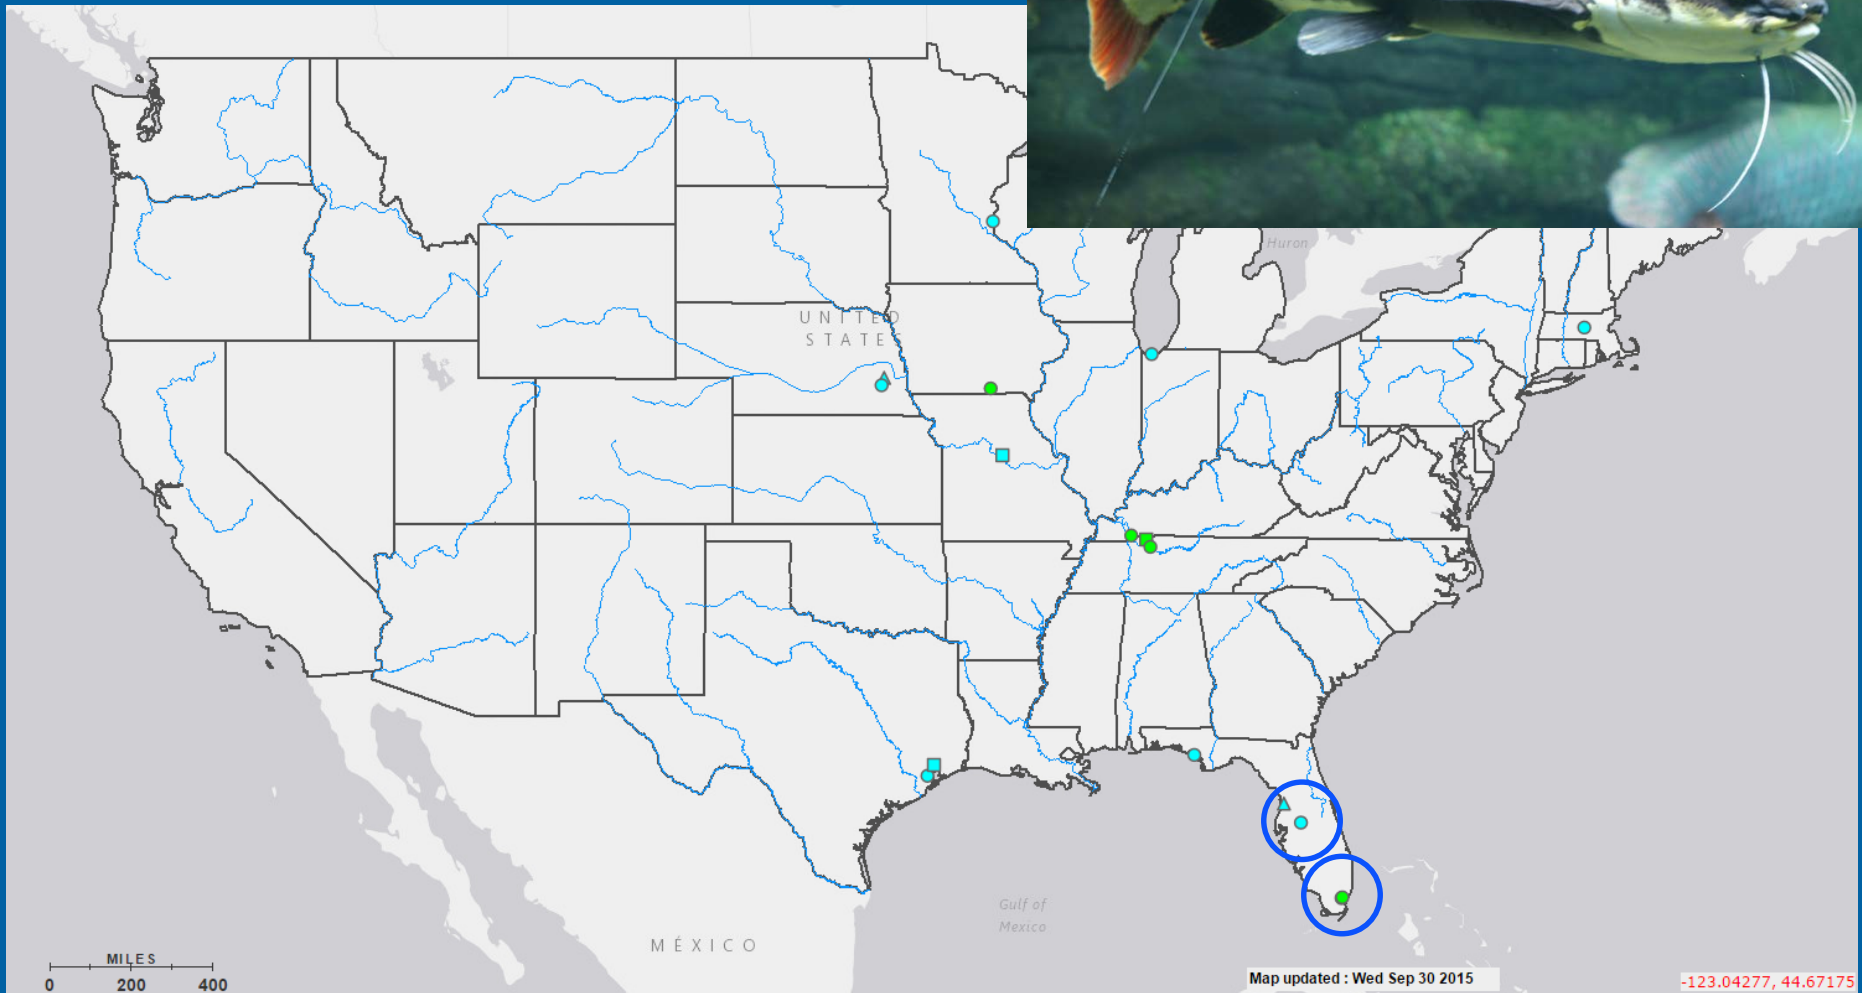 Huron
UNITED
STATES
Gulf of
Mexico
MÉXICO
MILES
0 200 400
Map updated : Wed Sep 30 2015
-123.04277, 44.67175